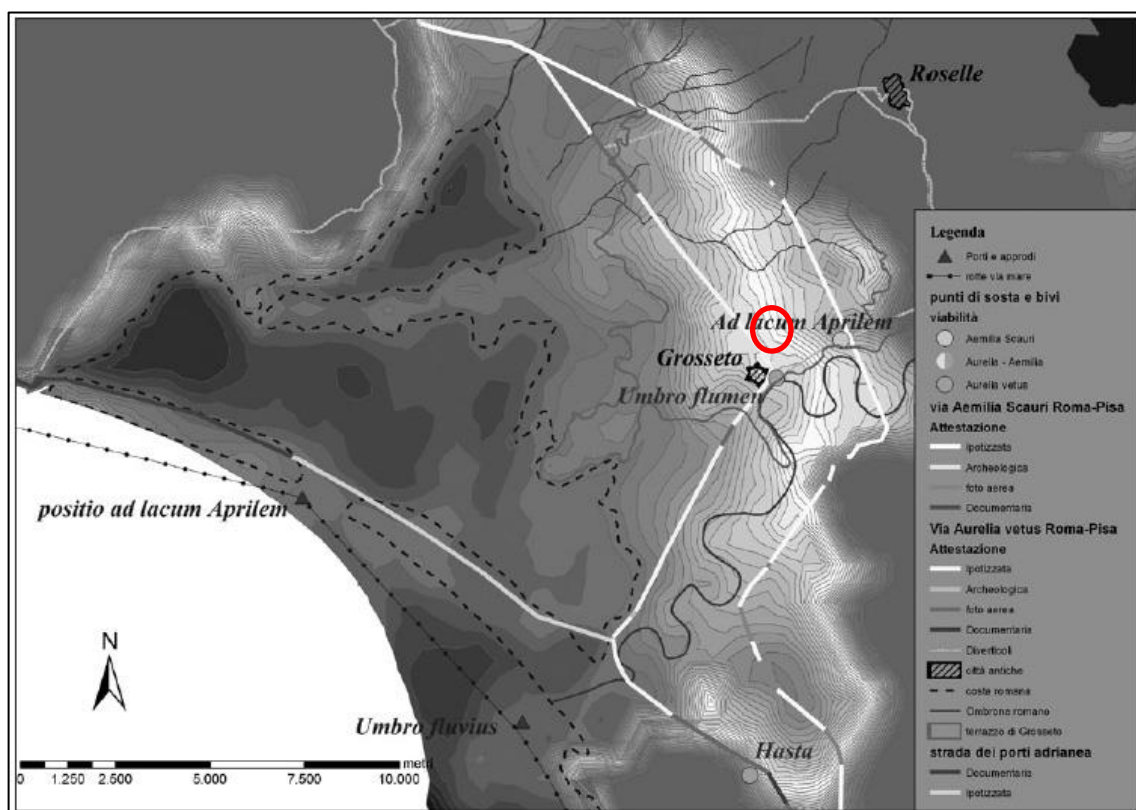 Roselle
Ad lacum Aprilem
Grosseto
Umbro flumen
positio ad lacum Aprilem
N
Umbro fluvius
Hasta
metri
0 1.250 2.500 5.000 7.500 10.000
Legenda
Porti e approdi
rotte via mare
punti di sosta e bivi
viabilità
Aemilia Scauri
Aurelia - Aemilia
Aurelia vetus
via Aemilia Scauri Roma-Pisa
Attestazione
Ipotizzata
Archeologica
foto aerea
Documentaria
Via Aurelia vetus Roma-Pisa
Attestazione
Ipotizzata
Archeologica
foto aerea
Documentaria
Diverticoli
città antiche
costa romana
Ombrone romano
terrazzo di Grosseto
strada dei porti adrianea
Documentaria
Ipotizzata